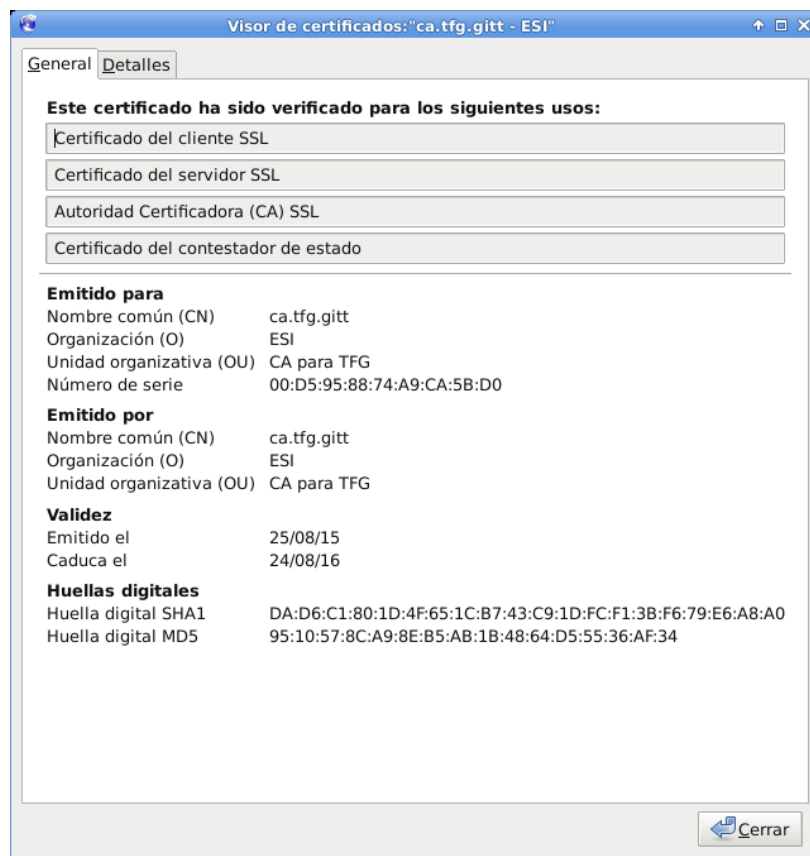 Visor de certificados:"ca.tfg.gitt - ESI"
General Detalles
Este certificado ha sido verificado para los siguientes usos:
Certificado del cliente SSL
Certificado del servidor SSL
Autoridad Certificadora (CA) SSL
Certificado del contestador de estado
Emitido para
Nombre común (CN) ca.tfg.gitt
Organización (O) ESI
Unidad organizativa (OU) CA para TFG
Número de serie 00:D5:95:88:74:A9:CA:5B:D0
Emitido por
Nombre común (CN) ca.tfg.gitt
Organización (O) ESI
Unidad organizativa (OU) CA para TFG
Validez
Emitido el 25/08/15
Caduca el 24/08/16
Huellas digitales
Huella digital SHA1 DA:D6:C1:80:1D:4F:65:1C:B7:43:C9:1D:FC:F1:3B:F6:79:E6:A8:A0
Huella digital MD5 95:10:57:8C:A9:8E:B5:AB:1B:48:64:D5:55:36:AF:34
Cerrar